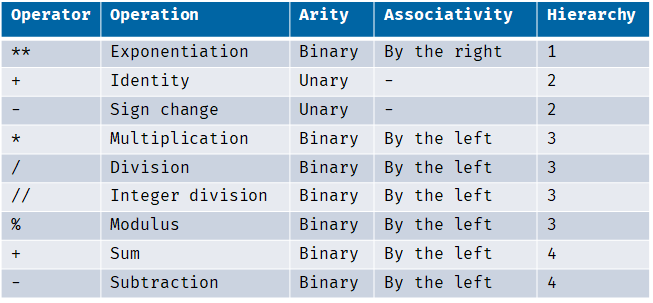 Operator Operation Arity Associativity Hierarchy
** Exponentiation Binary By the right 1
+ Identity Unary - 2
- Sign change Unary - 2
* Multiplication Binary By the left 3
/ Division Binary By the left 3
// Integer division Binary By the left 3
% Modulus Binary By the left 3
+ Sum Binary By the left 4
- Subtraction Binary By the left 4